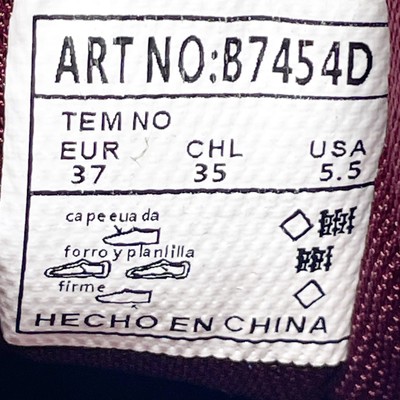 ART NO:B7454D
TEM NO
EUR CHL USA
37 35 5.5
capeeuada
forro y planlilla
firme
HECHO EN CHINA